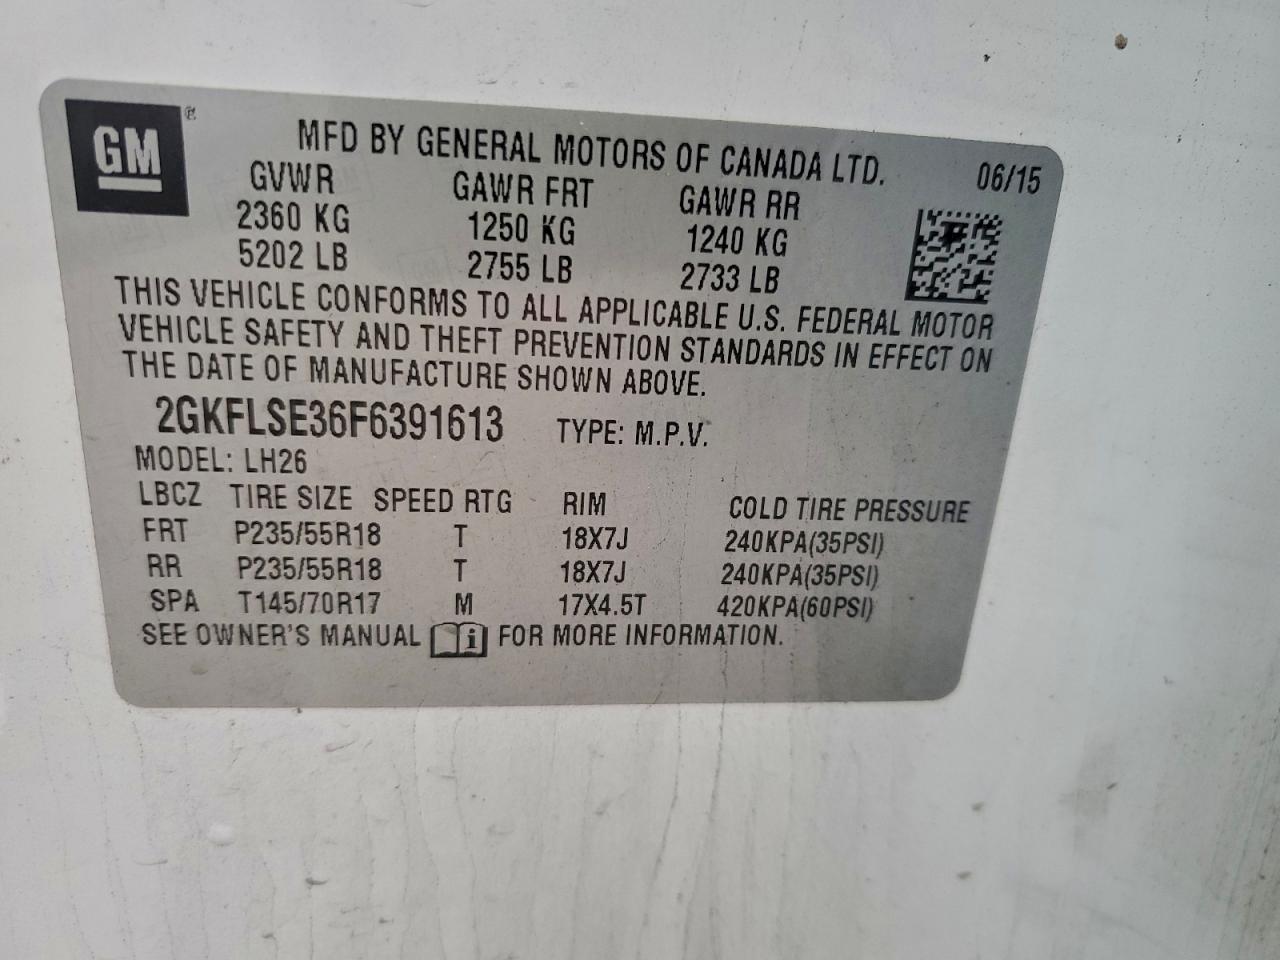 GM ®
MFD BY GENERAL MOTORS OF CANADA LTD. 06/15
GVWR GAWR FRT GAWR RR
2360 KG 1250 KG 1240 KG
5202 LB 2755 LB 2733 LB
THIS VEHICLE CONFORMS TO ALL APPLICABLE U.S. FEDERAL MOTOR
VEHICLE SAFETY AND THEFT PREVENTION STANDARDS IN EFFECT ON
THE DATE OF MANUFACTURE SHOWN ABOVE.
2GKFLSE36F6391613 TYPE: M.P.V.
MODEL: LH26
LBCZ TIRE SIZE SPEED RTG RIM COLD TIRE PRESSURE
FRT P235/55R18 T 18X7J 240KPA(35PSI)
RR P235/55R18 T 18X7J 240KPA(35PSI)
SPA T145/70R17 M 17X4.5T 420KPA(60PSI)
SEE OWNER'S MANUAL i FOR MORE INFORMATION.